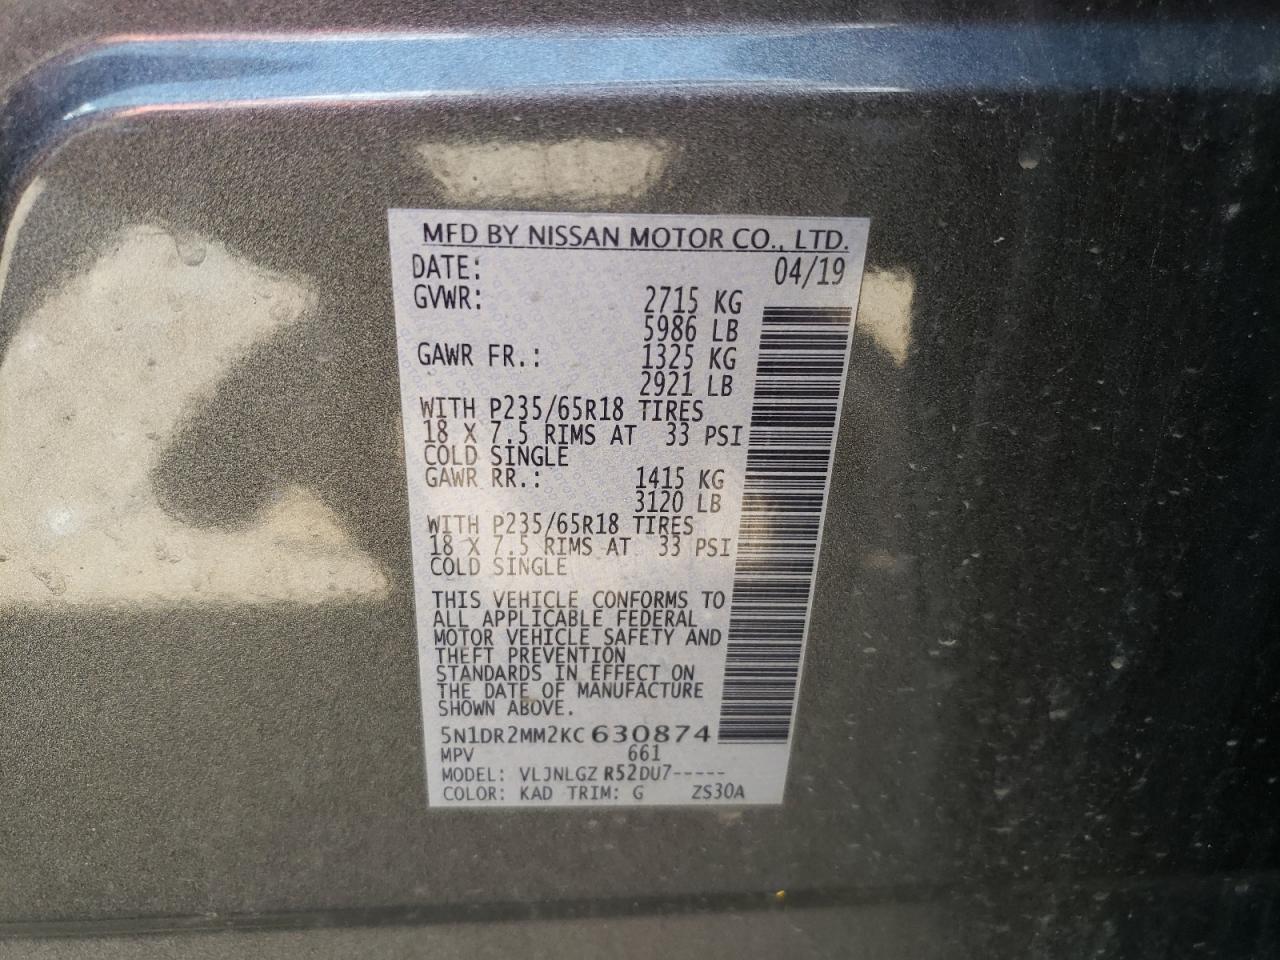 MFD BY NISSAN MOTOR CO., LTD.
DATE: 04/19
GVWR: 2715 KG
5986 LB
GAWR FR.: 1325 KG
2921 LB
WITH P235/65R18 TIRES
18 X 7.5 RIMS AT 33 PSI
COLD SINGLE
GAWR RR.: 1415 KG
3120 LB
WITH P235/65R18 TIRES
18 X 7.5 RIMS AT 33 PSI
COLD SINGLE
THIS VEHICLE CONFORMS TO
ALL APPLICABLE FEDERAL
MOTOR VEHICLE SAFETY AND
THEFT PREVENTION
STANDARDS IN EFFECT ON
THE DATE OF MANUFACTURE
SHOWN ABOVE.
5N1DR2MM2KC630874
MPV 661
MODEL: VLJNLGZ R52DU7-----
COLOR: KAD TRIM: G ZS30A